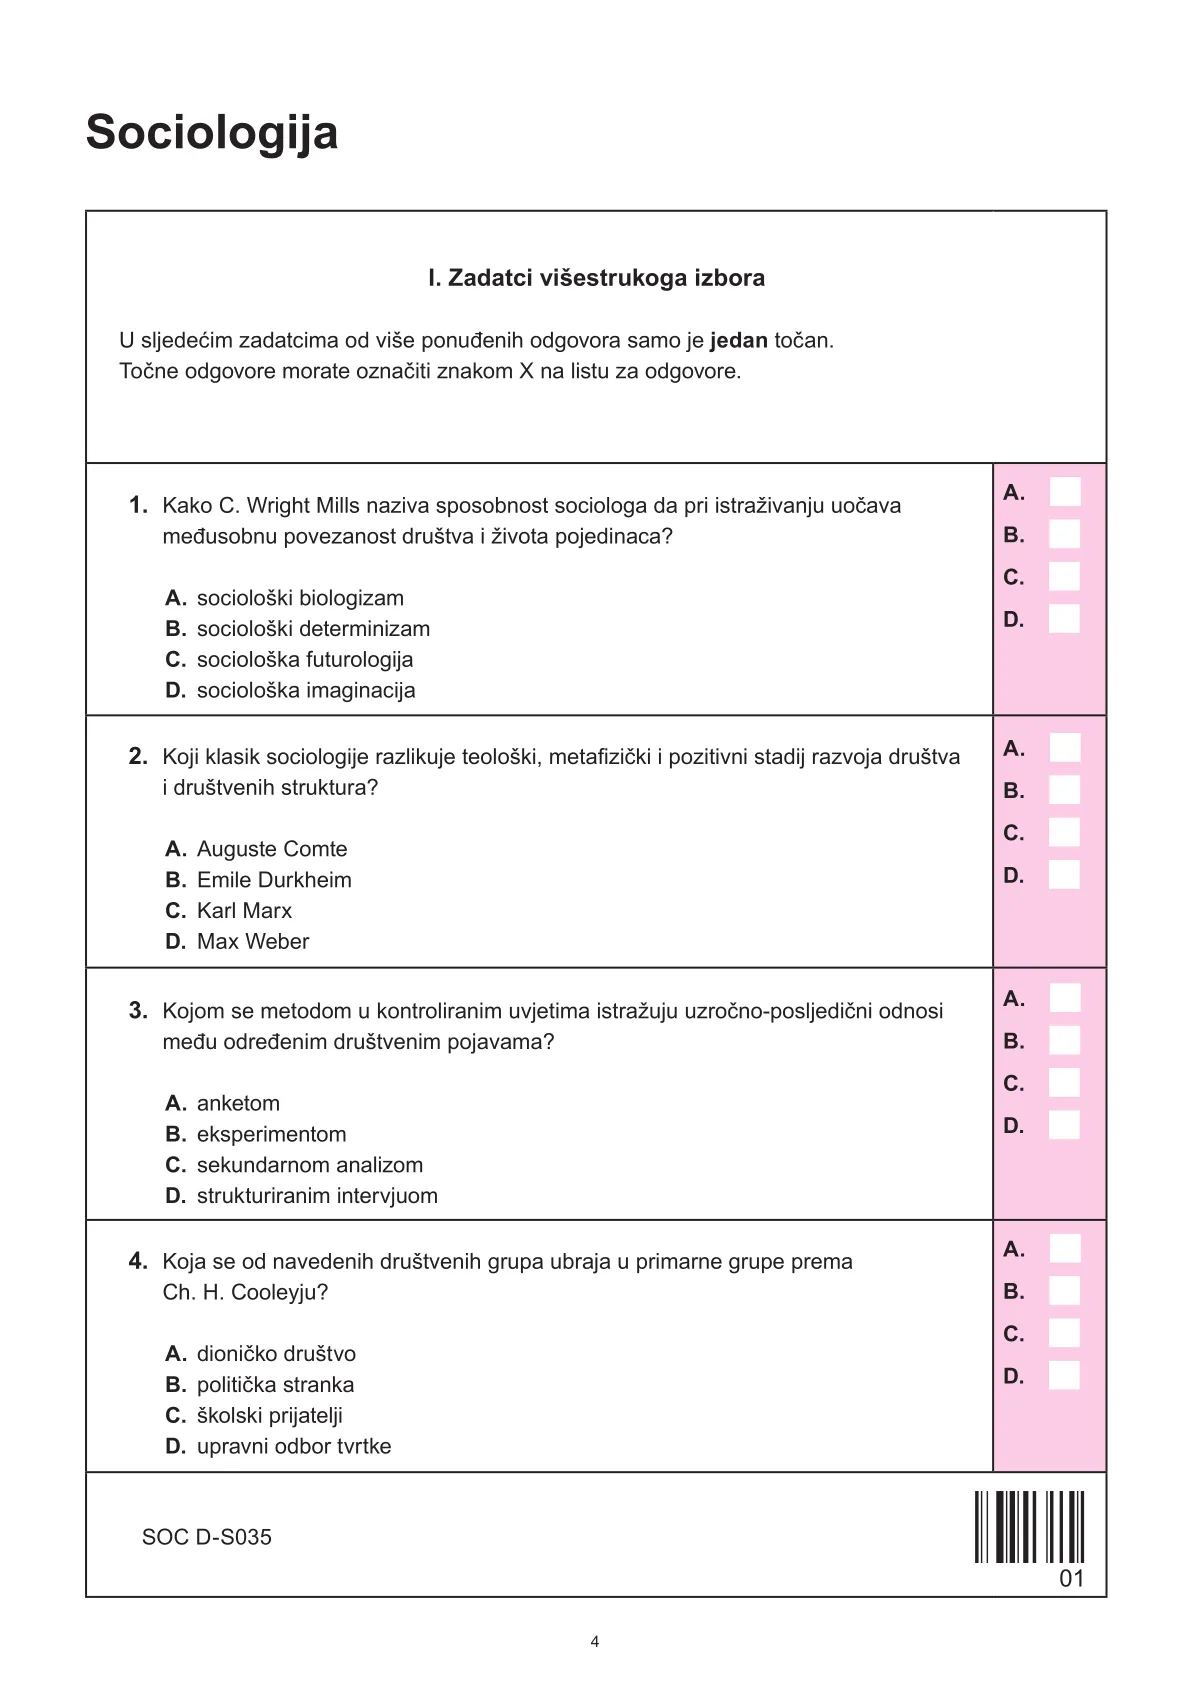 Sociologija
I. Zadatci višestrukoga izbora
U sljedećim zadatcima od više ponuđenih odgovora samo je jedan točan.
Točne odgovore morate označiti znakom X na listu za odgovore.
1. Kako C. Wright Mills naziva sposobnost sociologa da pri istraživanju uočava
međusobnu povezanost društva i života pojedinaca?
A. sociološki biologizam
B. sociološki determinizam
C. sociološka futurologija
D. sociološka imaginacija
A.
B.
C.
D.
2. Koji klasik sociologije razlikuje teološki, metafizički i pozitivni stadij razvoja društva
i društvenih struktura?
A. Auguste Comte
B. Emile Durkheim
C. Karl Marx
D. Max Weber
A.
B.
C.
D.
3. Kojom se metodom u kontroliranim uvjetima istražuju uzročno-posljedični odnosi
među određenim društvenim pojavama?
A. anketom
B. eksperimentom
C. sekundarnom analizom
D. strukturiranim intervjuom
A.
B.
C.
D.
4. Koja se od navedenih društvenih grupa ubraja u primarne grupe prema
Ch. H. Cooleyju?
A. dioničko društvo
B. politička stranka
C. školski prijatelji
D. upravni odbor tvrtke
A.
B.
C.
D.
SOC D-S035
01
4